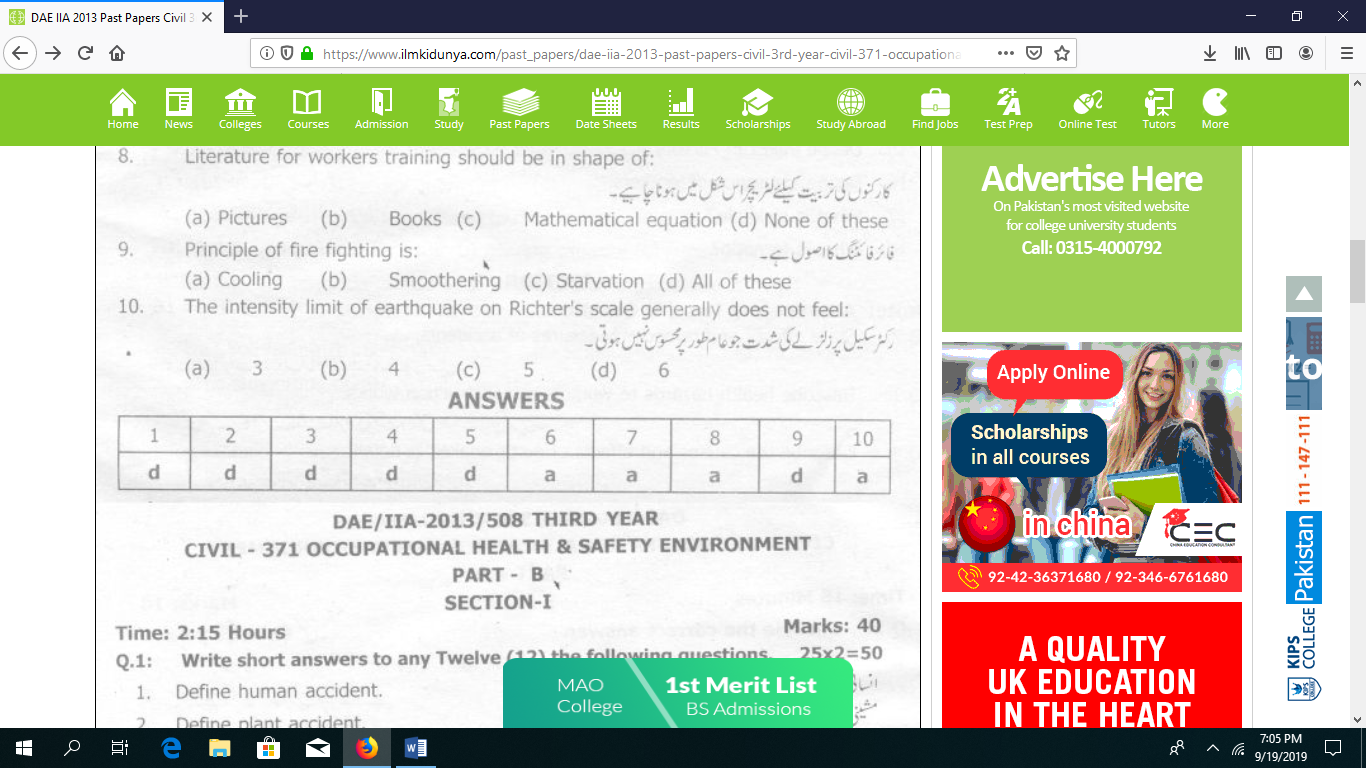 DAE IIA 2013 Past Papers Civil 3
https://www.ilmkidunya.com/past_papers/dae-iia-2013-past-papers-civil-3rd-year-civil-371-occupationa
Home News Colleges Courses Admission Study Past Papers Date Sheets Results Scholarships Study Abroad Find Jobs Test Prep Online Test Tutors More
8. Literature for workers training should be in shape of:
کارکنوں کی تربیت کیلئے لٹریچر اس شکل میں ہونا چاہیے۔
(a) Pictures (b) Books (c) Mathematical equation (d) None of these
9. Principle of fire fighting is: فائر فائٹنگ کا اصول ہے۔
(a) Cooling (b) Smoothering (c) Starvation (d) All of these
10. The intensity limit of earthquake on Richter's scale generally does not feel:
رکٹر سکیل پر زلزلے کی شدت جو عام طور پر محسوس نہیں ہوتی۔
(a) 3 (b) 4 (c) 5 (d) 6
ANSWERS
1 2 3 4 5 6 7 8 9 10
d d d d d a a a d a
DAE/IIA-2013/508 THIRD YEAR
CIVIL - 371 OCCUPATIONAL HEALTH & SAFETY ENVIRONMENT
PART - B
SECTION-I
Time: 2:15 Hours Marks: 40
Q.1: Write short answers to any Twelve (12) the following questions. 25x2=50
1. Define human accident.
2. Define plant accident.
MAO College
1st Merit List
BS Admissions
Advertise Here
On Pakistan's most visited website
for college university students
Call: 0315-4000792
Apply Online
Scholarships
in all courses
in china
CEC
CHINA EDUCATION CONSULTANT
92-42-36371680 / 92-346-6761680
A QUALITY
UK EDUCATION
IN THE HEART
to
111 - 147 -111
Pakistan
KIPS COLLEGE
7:05 PM
9/19/2019